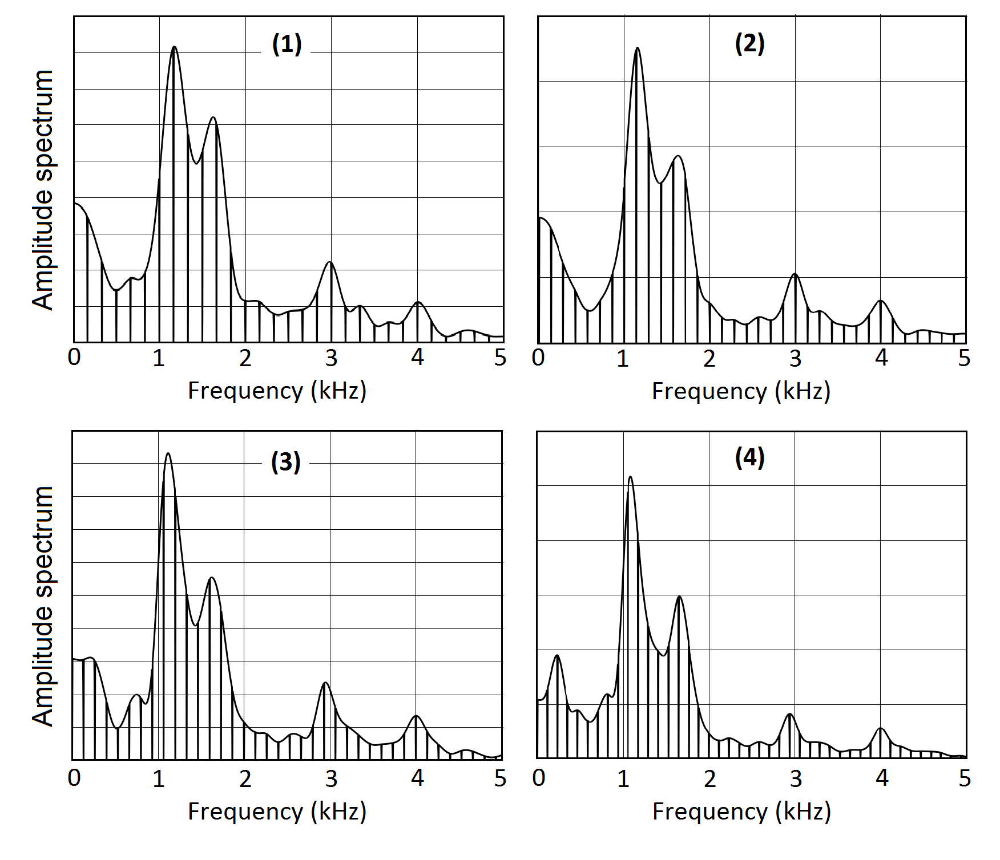 (1)
Amplitude spectrum
0 1 2 3 4 5
Frequency (kHz)
(2)
0 1 2 3 4 5
Frequency (kHz)
(3)
Amplitude spectrum
0 1 2 3 4 5
Frequency (kHz)
(4)
0 1 2 3 4 5
Frequency (kHz)